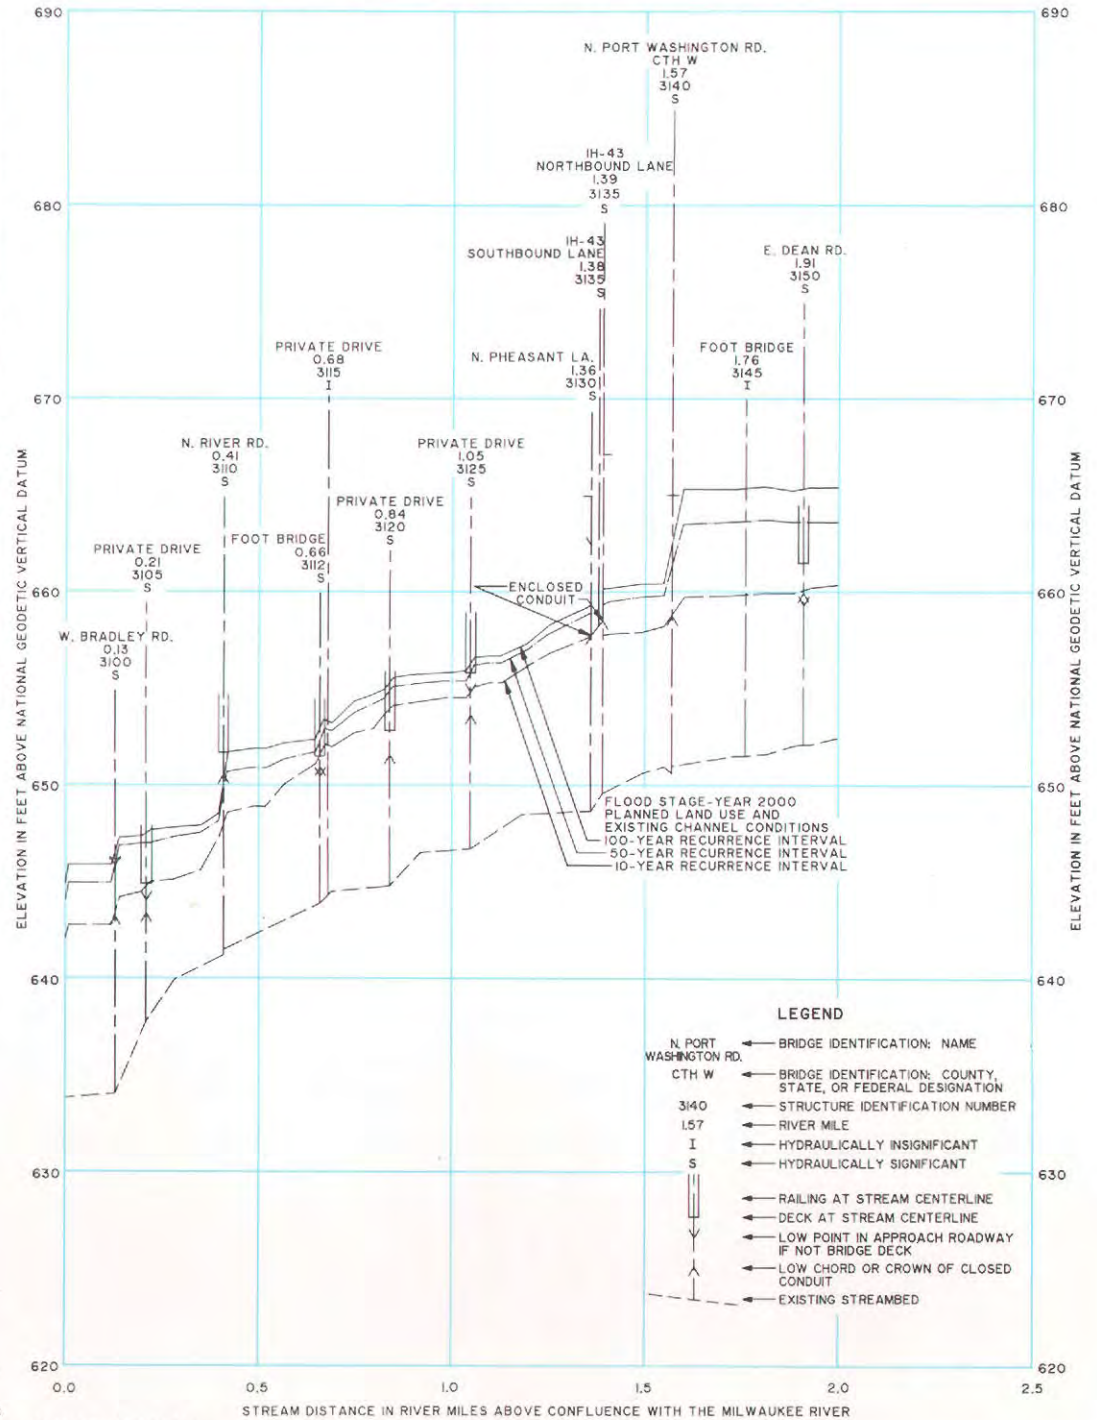 690
690
N. PORT WASHINGTON RD.
CTH W
1.57
3140
S
IH-43
NORTHBOUND LANE
1.39
3135
S
680
680
IH-43
SOUTHBOUND LANE
1.38
3135
S
E. DEAN RD.
1.91
3150
S
PRIVATE DRIVE
0.68
3115
I
N. PHEASANT LA.
1.36
3130
S
FOOT BRIDGE
1.76
3145
I
670
670
N. RIVER RD.
0.41
3110
S
PRIVATE DRIVE
1.05
3125
S
PRIVATE DRIVE
0.84
3120
S
FOOT BRIDGE
0.66
3112
S
PRIVATE DRIVE
0.21
3105
S
660
660
ENCLOSED
CONDUIT
W. BRADLEY RD.
0.13
3100
S
ELEVATION IN FEET ABOVE NATIONAL GEODETIC VERTICAL DATUM
ELEVATION IN FEET ABOVE NATIONAL GEODETIC VERTICAL DATUM
650
650
FLOOD STAGE-YEAR 2000
PLANNED LAND USE AND
EXISTING CHANNEL CONDITIONS
100-YEAR RECURRENCE INTERVAL
50-YEAR RECURRENCE INTERVAL
10-YEAR RECURRENCE INTERVAL
640
640
LEGEND
N. PORT
WASHINGTON RD.
BRIDGE IDENTIFICATION: NAME
CTH W
BRIDGE IDENTIFICATION: COUNTY,
STATE, OR FEDERAL DESIGNATION
3140
STRUCTURE IDENTIFICATION NUMBER
1.57
RIVER MILE
I
HYDRAULICALLY INSIGNIFICANT
S
HYDRAULICALLY SIGNIFICANT
630
630
RAILING AT STREAM CENTERLINE
DECK AT STREAM CENTERLINE
LOW POINT IN APPROACH ROADWAY
IF NOT BRIDGE DECK
LOW CHORD OR CROWN OF CLOSED
CONDUIT
EXISTING STREAMBED
620
620
0.0
0.5
1.0
1.5
2.0
2.5
STREAM DISTANCE IN RIVER MILES ABOVE CONFLUENCE WITH THE MILWAUKEE RIVER